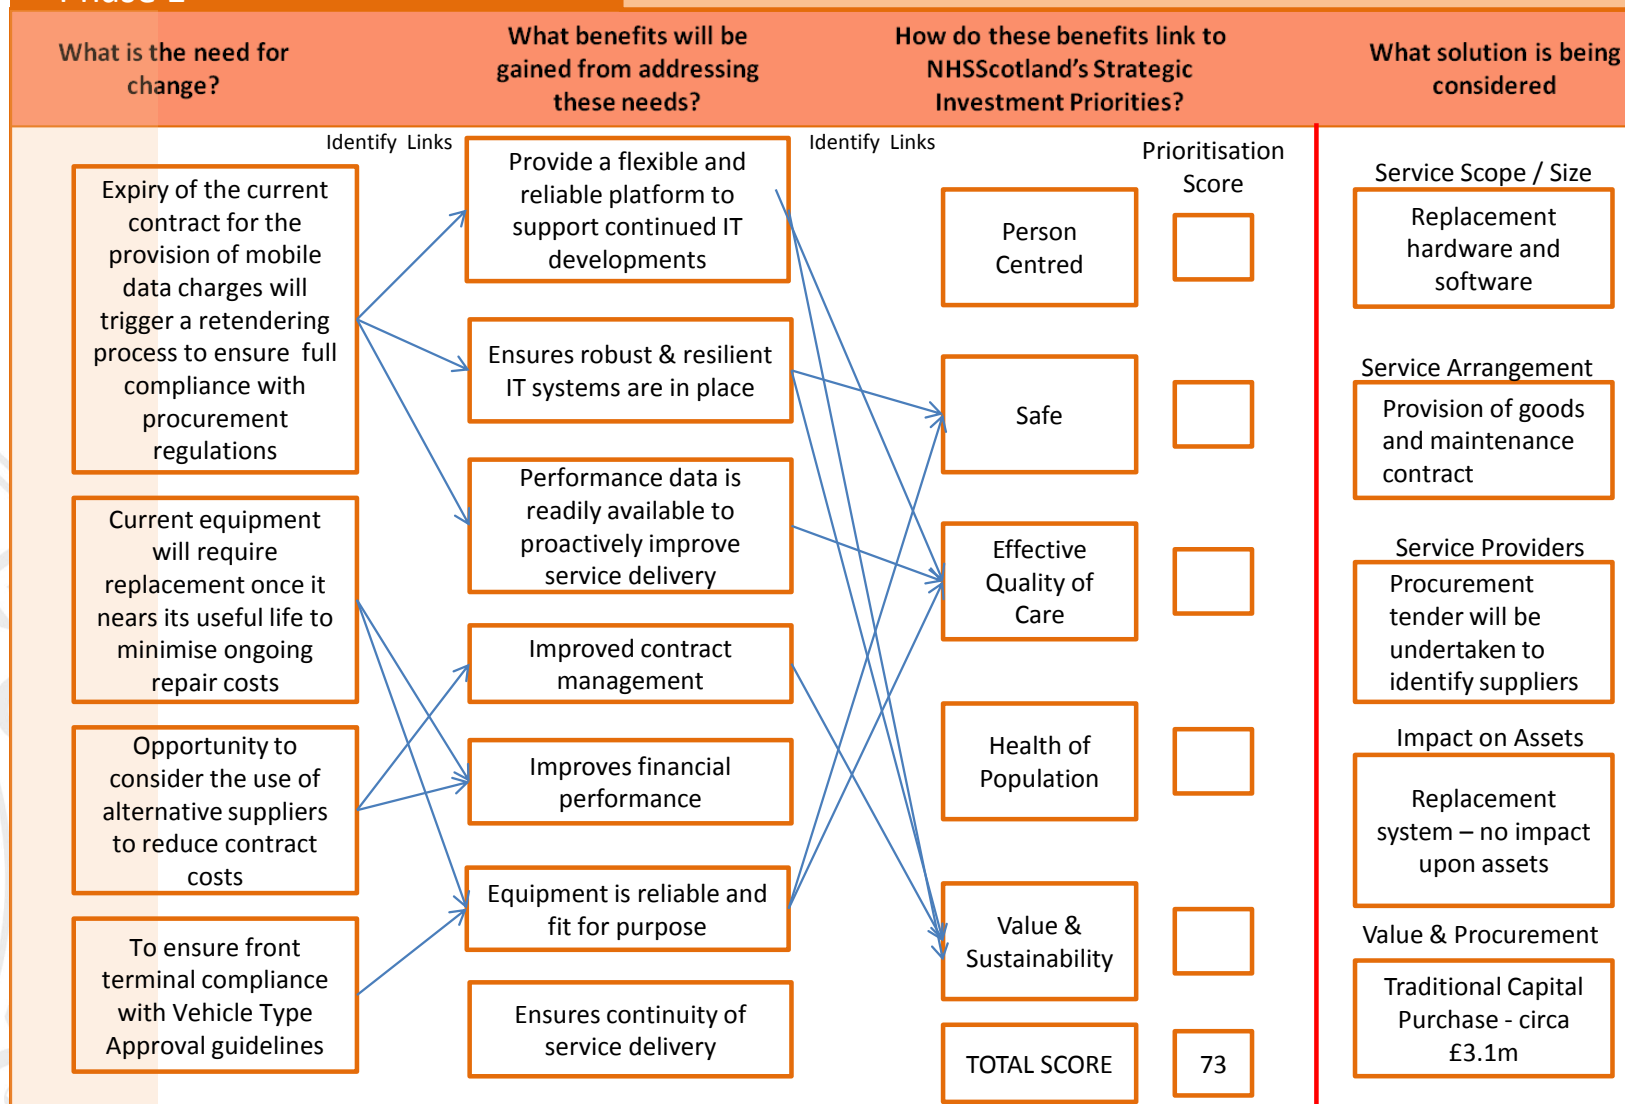 What is the need for
change?
What benefits will be
gained from addressing
these needs?
How do these benefits link to
NHSScotland's Strategic
Investment Priorities?
What solution is being
considered
Identify Links
Expiry of the current
contract for the
provision of mobile
data charges will
trigger a retendering
process to ensure full
compliance with
procurement
regulations
Current equipment
will require
replacement once it
nears its useful life to
minimise ongoing
repair costs
Opportunity to
consider the use of
alternative suppliers
to reduce contract
costs
To ensure front
terminal compliance
with Vehicle Type
Approval guidelines
Provide a flexible and
reliable platform to
support continued IT
developments
Ensures robust & resilient
IT systems are in place
Performance data is
readily available to
proactively improve
service delivery
Improved contract
management
Improves financial
performance
Equipment is reliable and
fit for purpose
Ensures continuity of
service delivery
Identify Links
Prioritisation
Score
Person
Centred
Safe
Effective
Quality of
Care
Health of
Population
Value &
Sustainability
TOTAL SCORE
73
Service Scope / Size
Replacement
hardware and
software
Service Arrangement
Provision of goods
and maintenance
contract
Service Providers
Procurement
tender will be
undertaken to
identify suppliers
Impact on Assets
Replacement
system – no impact
upon assets
Value & Procurement
Traditional Capital
Purchase - circa
£3.1m